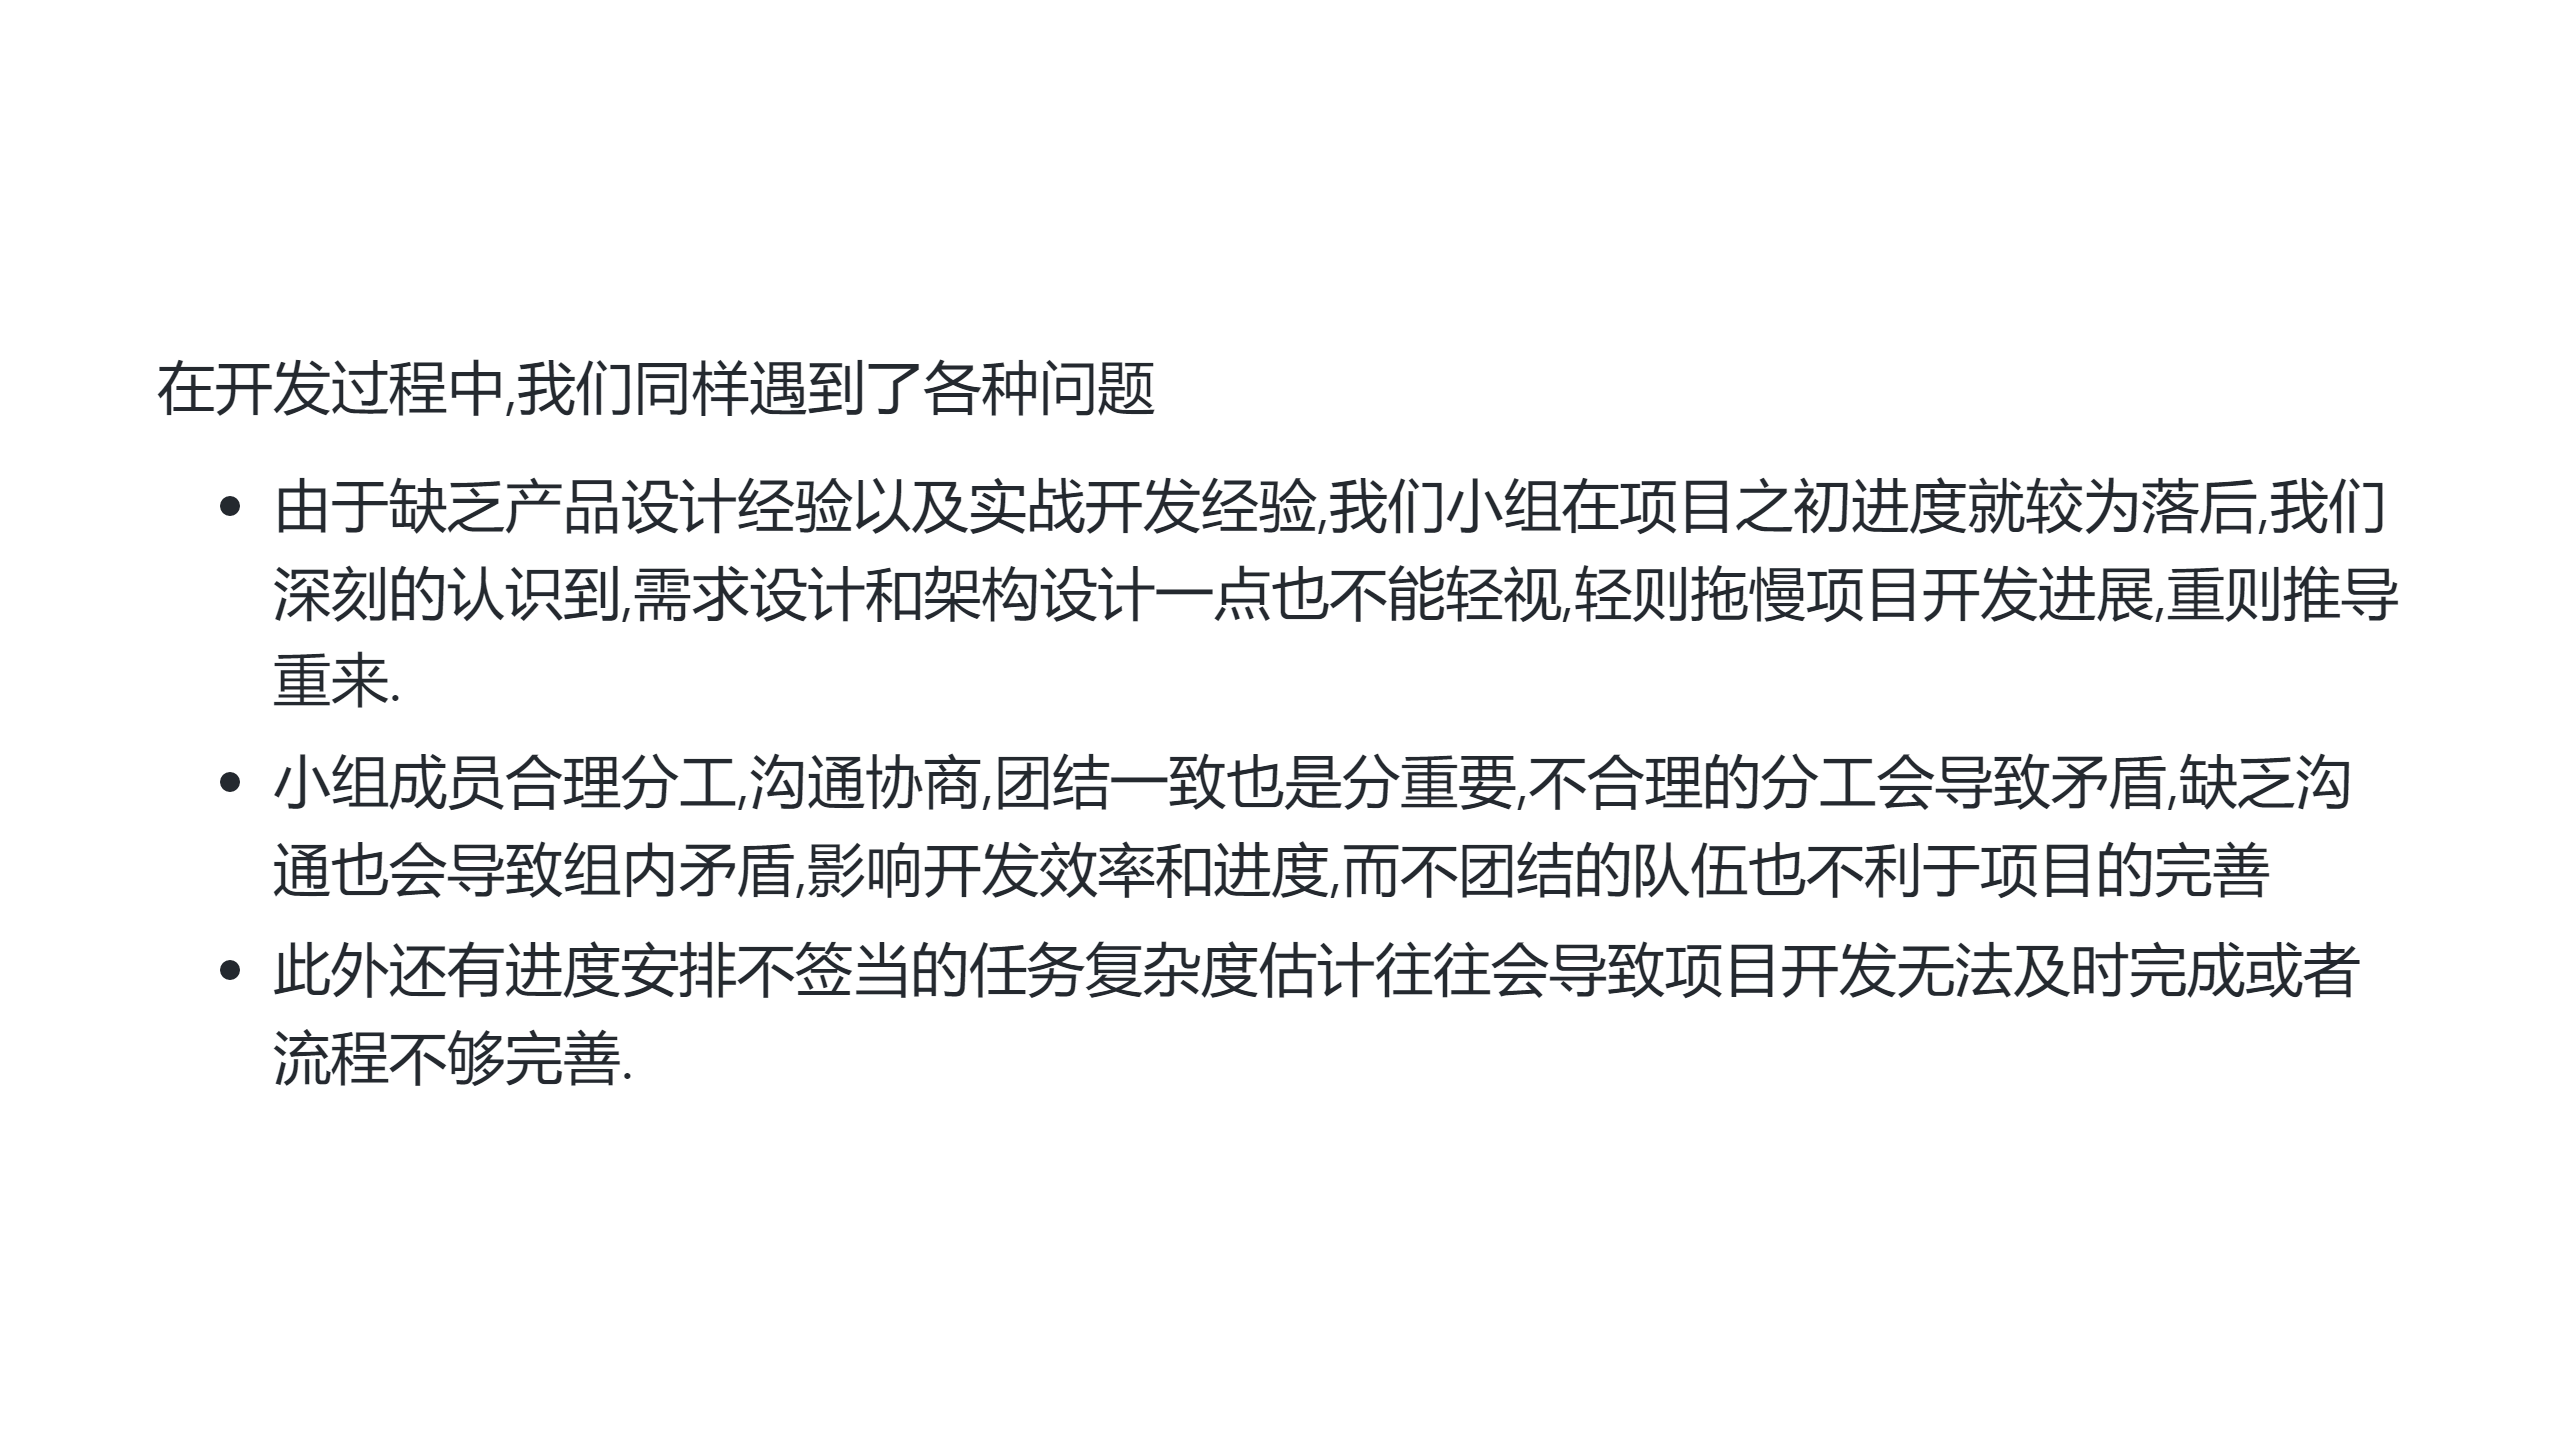 在开发过程中,我们同样遇到了各种问题
由于缺乏产品设计经验以及实战开发经验,我们小组在项目之初进度就较为落后,我们
深刻的认识到,需求设计和架构设计一点也不能轻视,轻则拖慢项目开发进展,重则推导
重来.
小组成员合理分工,沟通协商,团结一致也是分重要,不合理的分工会导致矛盾,缺乏沟
通也会导致组内矛盾,影响开发效率和进度,而不团结的队伍也不利于项目的完善
此外还有进度安排不签当的任务复杂度估计往往会导致项目开发无法及时完成或者
流程不够完善.